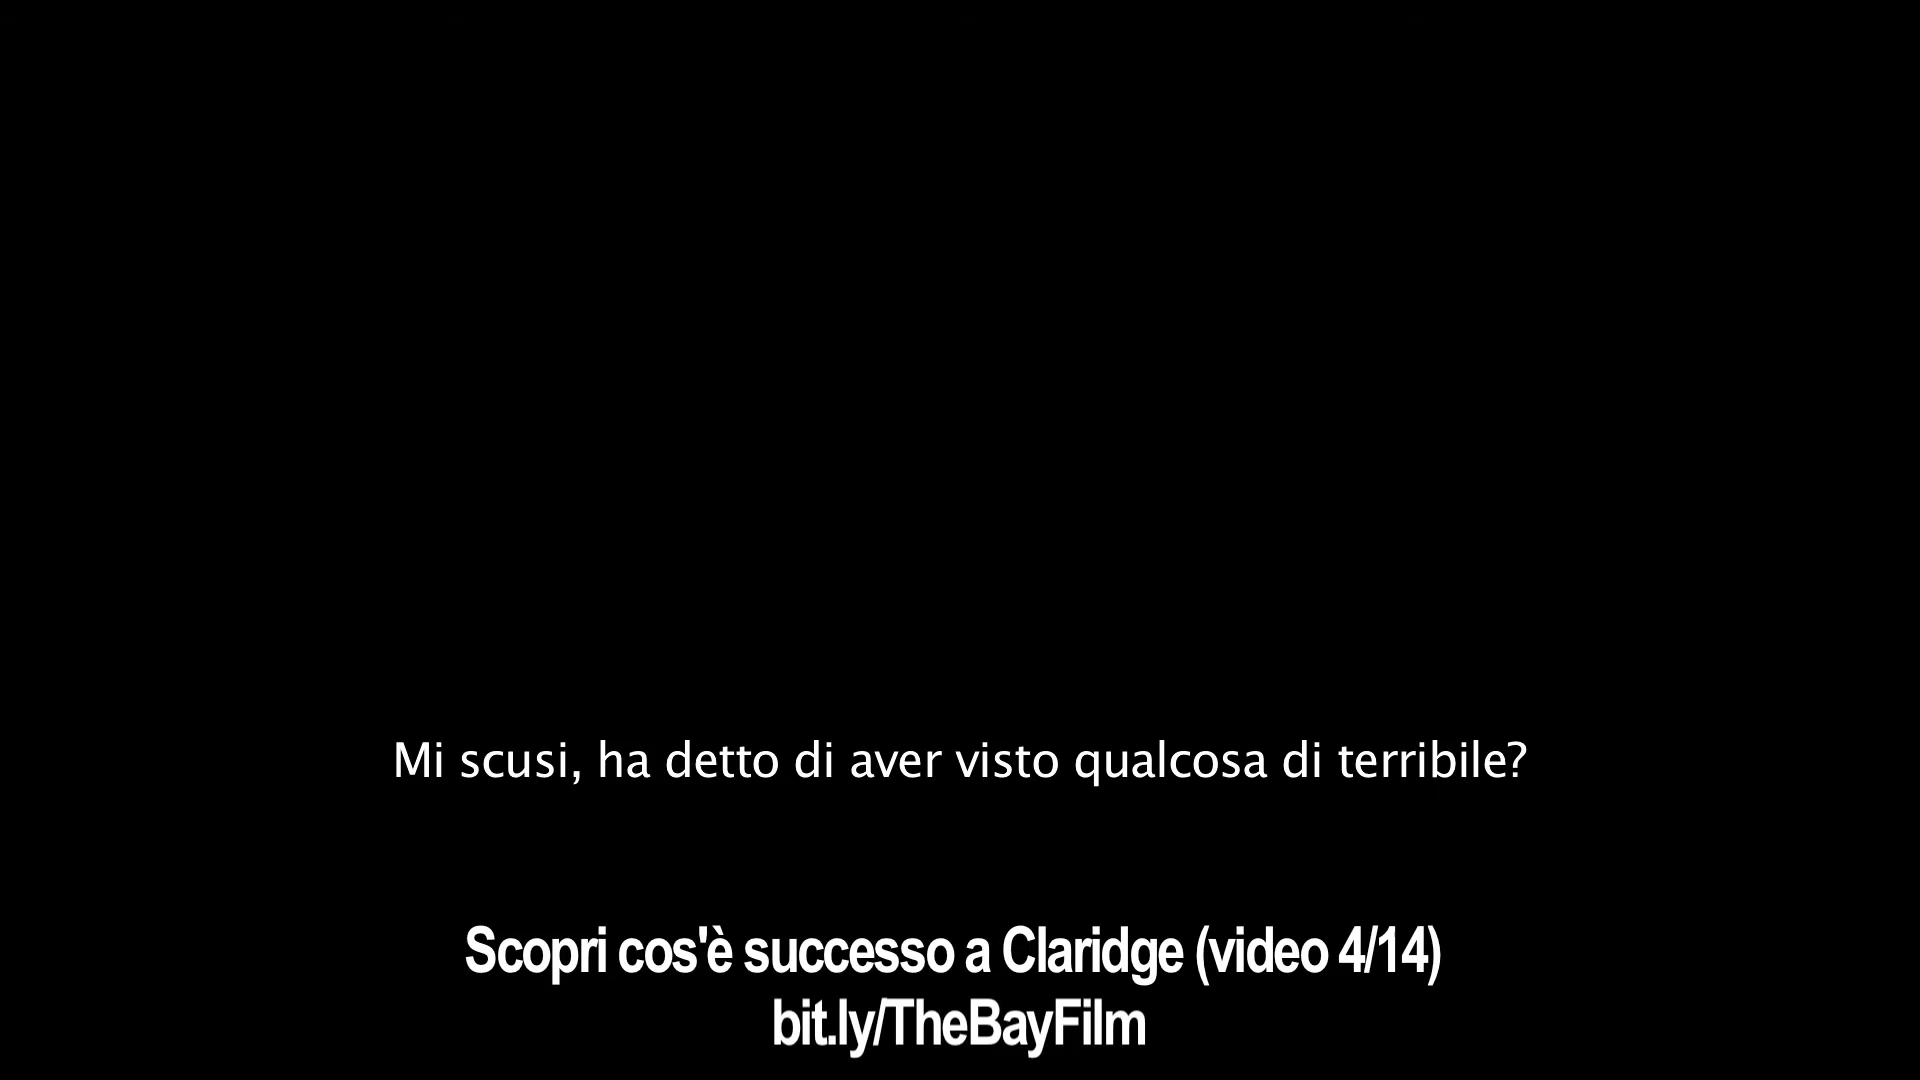 Mi scusi, ha detto di aver visto qualcosa di terribile?
Scopri cos'è successo a Claridge (video 4/14)
bit.ly/TheBayFilm